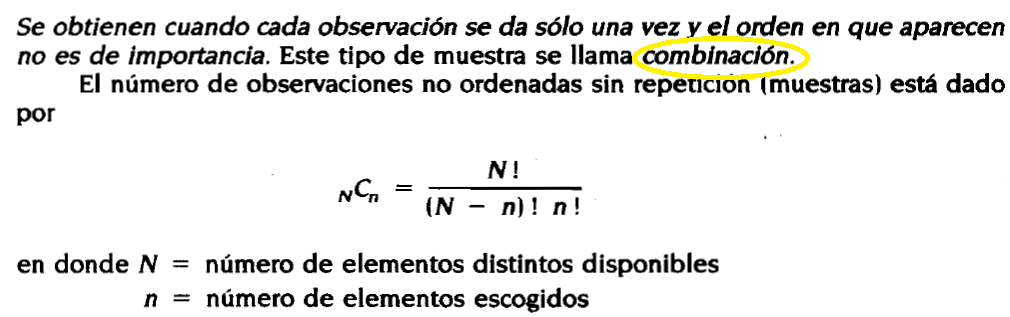 Se obtienen cuando cada observación se da sólo una vez y el orden en que aparecen
no es de importancia. Este tipo de muestra se llama combinación.
El número de observaciones no ordenadas sin repetición (muestras) está dado
por
NCn = N! / (N − n)! n!
en donde N = número de elementos distintos disponibles
n = número de elementos escogidos